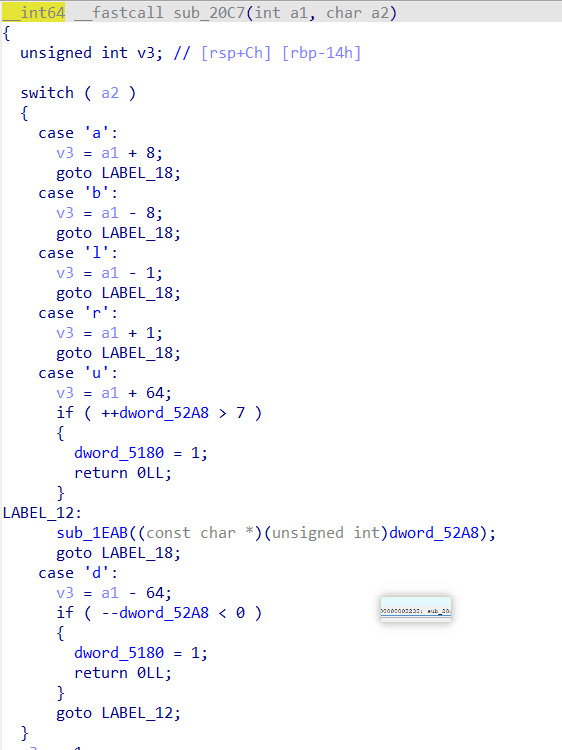 __int64 __fastcall sub_20C7(int a1, char a2)
{
  unsigned int v3; // [rsp+Ch] [rbp-14h]

  switch ( a2 )
  {
    case 'a':
      v3 = a1 + 8;
      goto LABEL_18;
    case 'b':
      v3 = a1 - 8;
      goto LABEL_18;
    case 'l':
      v3 = a1 - 1;
      goto LABEL_18;
    case 'r':
      v3 = a1 + 1;
      goto LABEL_18;
    case 'u':
      v3 = a1 + 64;
      if ( ++dword_52A8 > 7 )
      {
        dword_5180 = 1;
        return 0LL;
      }
LABEL_12:
      sub_1EAB((const char *)(unsigned int)dword_52A8);
      goto LABEL_18;
    case 'd':
      v3 = a1 - 64;
      if ( --dword_52A8 < 0 )
      {
        dword_5180 = 1;
        return 0LL;
      }
      goto LABEL_12;
  }